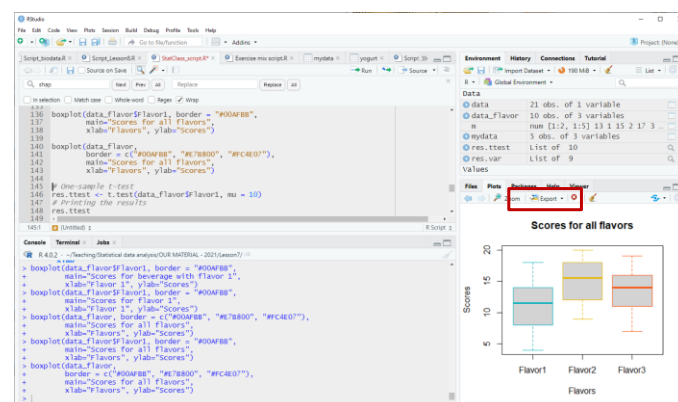 RStudio
File Edit Code View Plots Session Build Debug Profile Tools Help
Go to file/function Addins Project: (None)
Script_biodata.R Script_Lesson5.R StatClass_script.R* Exercise mix script.R mydata yogurt
Source on Save Run Source
shap Next Prev All Replace Replace All
In selection Match case Whole word Regex Wrap
136 boxplot(data_flavor$Flavor1, border = "#00AFBB",
137 main="Scores for all flavors",
138 xlab="Flavors", ylab="Scores")
139
140 boxplot(data_flavor,
141 border = c("#00AFBB", "#E7B800", "#FC4E07"),
142 main="Scores for all flavors",
143 xlab="Flavors", ylab="Scores")
144
145 # One-sample t-test
146 res.ttest <- t.test(data_flavor$Flavor1, mu = 10)
147 # Printing the results
148 res.ttest
149
145:1 (Untitled) R Script
Console Terminal Jobs
R 4.0.2 · ~/Teaching/Statistical data analysis/OUR MATERIAL - 2021/Lesson7/
> boxplot(data_flavor$Flavor1, border = "#00AFBB",
+ main="Scores for beverage with flavor 1",
+ xlab="Flavor 1", ylab="Scores")
> boxplot(data_flavor$Flavor1, border = "#00AFBB",
+ main="Scores for flavor 1",
+ xlab="Flavor 1", ylab="Scores")
> boxplot(data_flavor, border = c("#00AFBB", "#E7B800", "#FC4E07"),
+ main="Scores for all flavors",
+ xlab="Flavors", ylab="Scores")
> boxplot(data_flavor$Flavor1, border = "#00AFBB",
+ main="Scores for all flavors",
+ xlab="Flavors", ylab="Scores")
> boxplot(data_flavor,
+ border = c("#00AFBB", "#E7B800", "#FC4E07"),
+ main="Scores for all flavors",
+ xlab="Flavors", ylab="Scores")
>
Environment History Connections Tutorial
Import Dataset 198 MiB List
R Global Environment
Data
data 21 obs. of 1 variable
data_flavor 10 obs. of 3 variables
m num [1:2, 1:5] 13 1 15 2 17 3 ...
mydata 5 obs. of 3 variables
res.ttest List of 10
res.var List of 9
Values
Files Plots Packages Help Viewer
Zoom Export
Scores for all flavors
20
15
10
5
Scores
Flavor1 Flavor2 Flavor3
Flavors